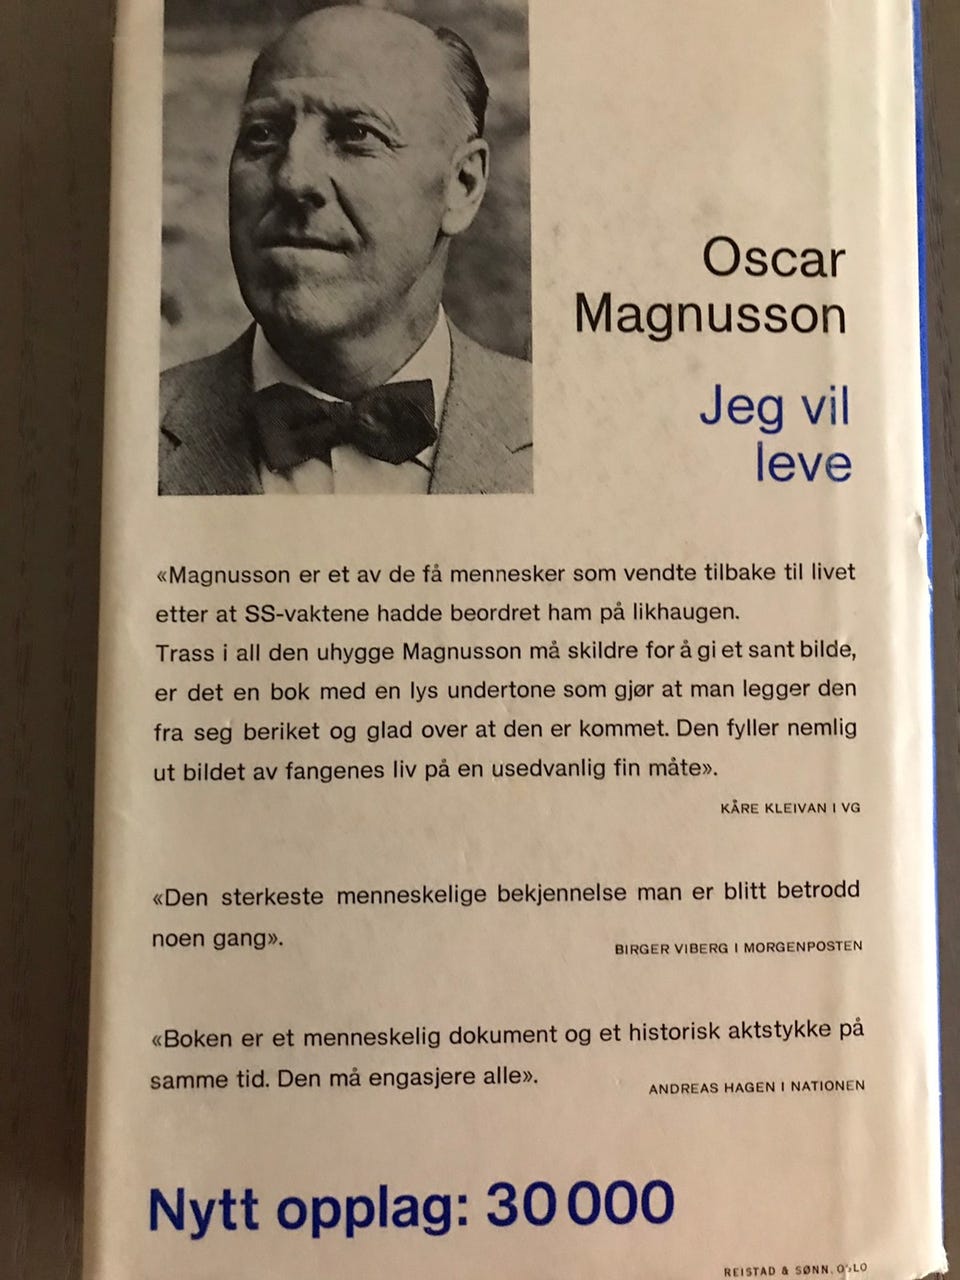 Oscar
Magnusson
Jeg vil
leve
«Magnusson er et av de få mennesker som vendte tilbake til livet
etter at SS-vaktene hadde beordret ham på likhaugen.
Trass i all den uhygge Magnusson må skildre for å gi et sant bilde,
er det en bok med en lys undertone som gjør at man legger den
fra seg beriket og glad over at den er kommet. Den fyller nemlig
ut bildet av fangenes liv på en usedvanlig fin måte».
KÅRE KLEIVAN I VG
«Den sterkeste menneskelige bekjennelse man er blitt betrodd
noen gang».
BIRGER VIBERG I MORGENPOSTEN
«Boken er et menneskelig dokument og et historisk aktstykke på
samme tid. Den må engasjere alle».
ANDREAS HAGEN I NATIONEN
Nytt opplag: 30 000
REISTAD & SØNN, OSLO